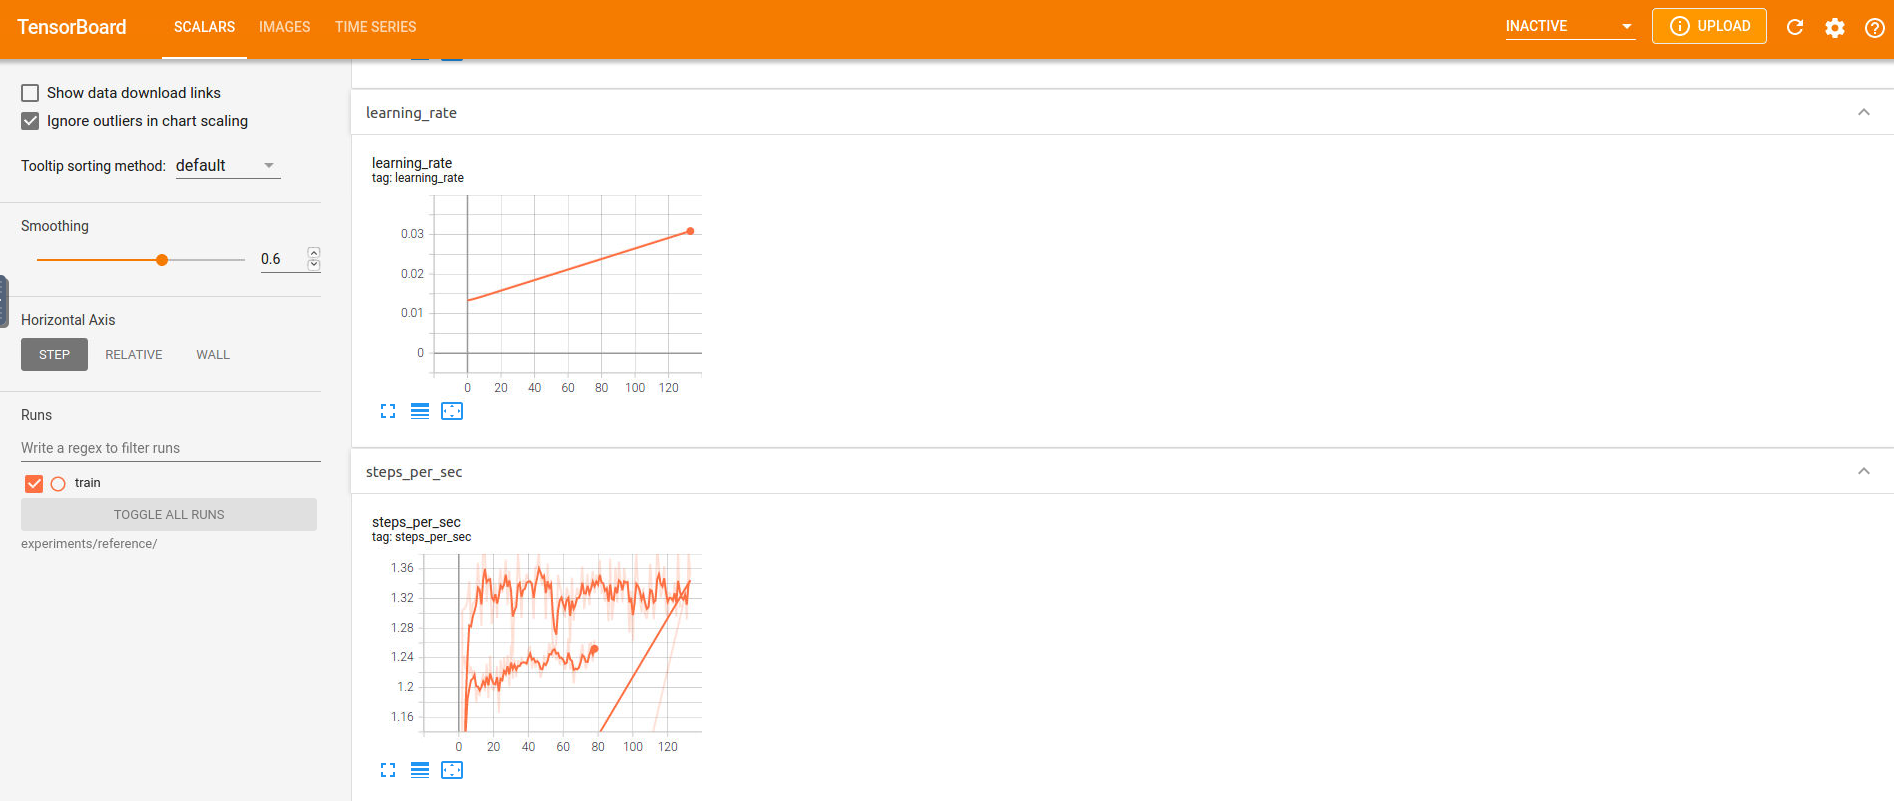 TensorBoard
SCALARS
IMAGES
TIME SERIES
INACTIVE
UPLOAD
Show data download links
Ignore outliers in chart scaling
Tooltip sorting method: default
Smoothing
0.6
Horizontal Axis
STEP
RELATIVE
WALL
Runs
Write a regex to filter runs
train
TOGGLE ALL RUNS
experiments/reference/
learning_rate
learning_rate
tag: learning_rate
0.03
0.02
0.01
0
0 20 40 60 80 100 120
steps_per_sec
steps_per_sec
tag: steps_per_sec
1.36
1.32
1.28
1.24
1.2
1.16
0 20 40 60 80 100 120